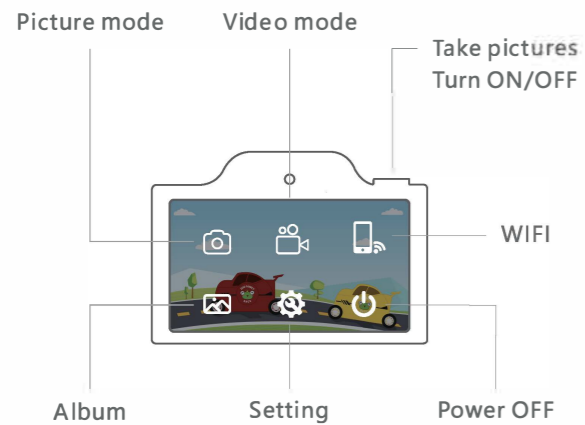 Picture mode
Video mode
Take pictures
Turn ON/OFF
WIFI
Album
Setting
Power OFF